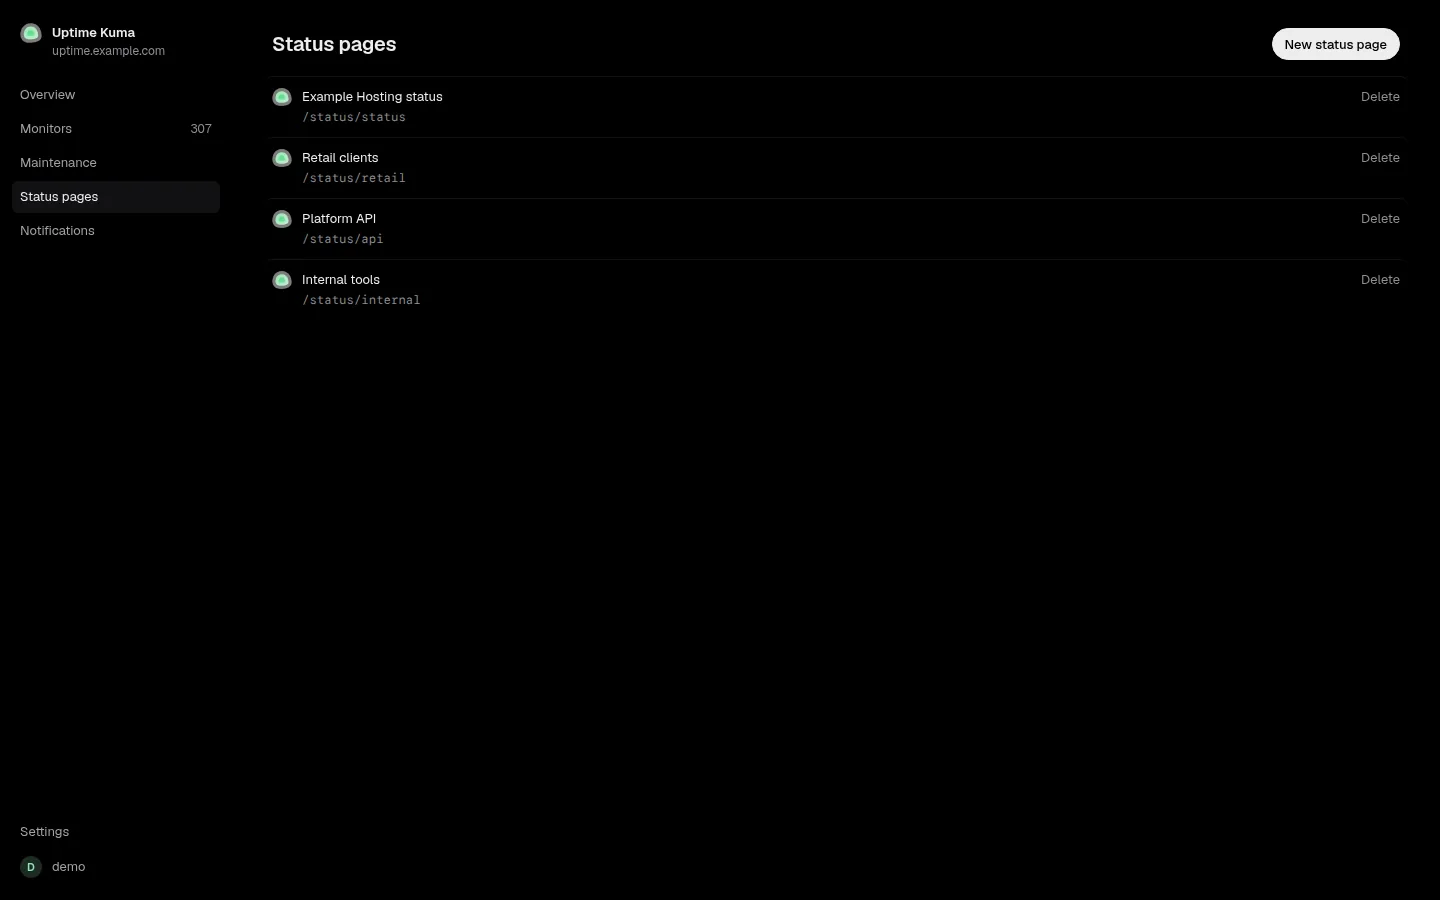 Uptime Kuma
uptime.example.com
Overview
Monitors 307
Maintenance
Status pages
Notifications
Settings
D demo
Status pages
New status page
Example Hosting status Delete
/status/status
Retail clients Delete
/status/retail
Platform API Delete
/status/api
Internal tools Delete
/status/internal